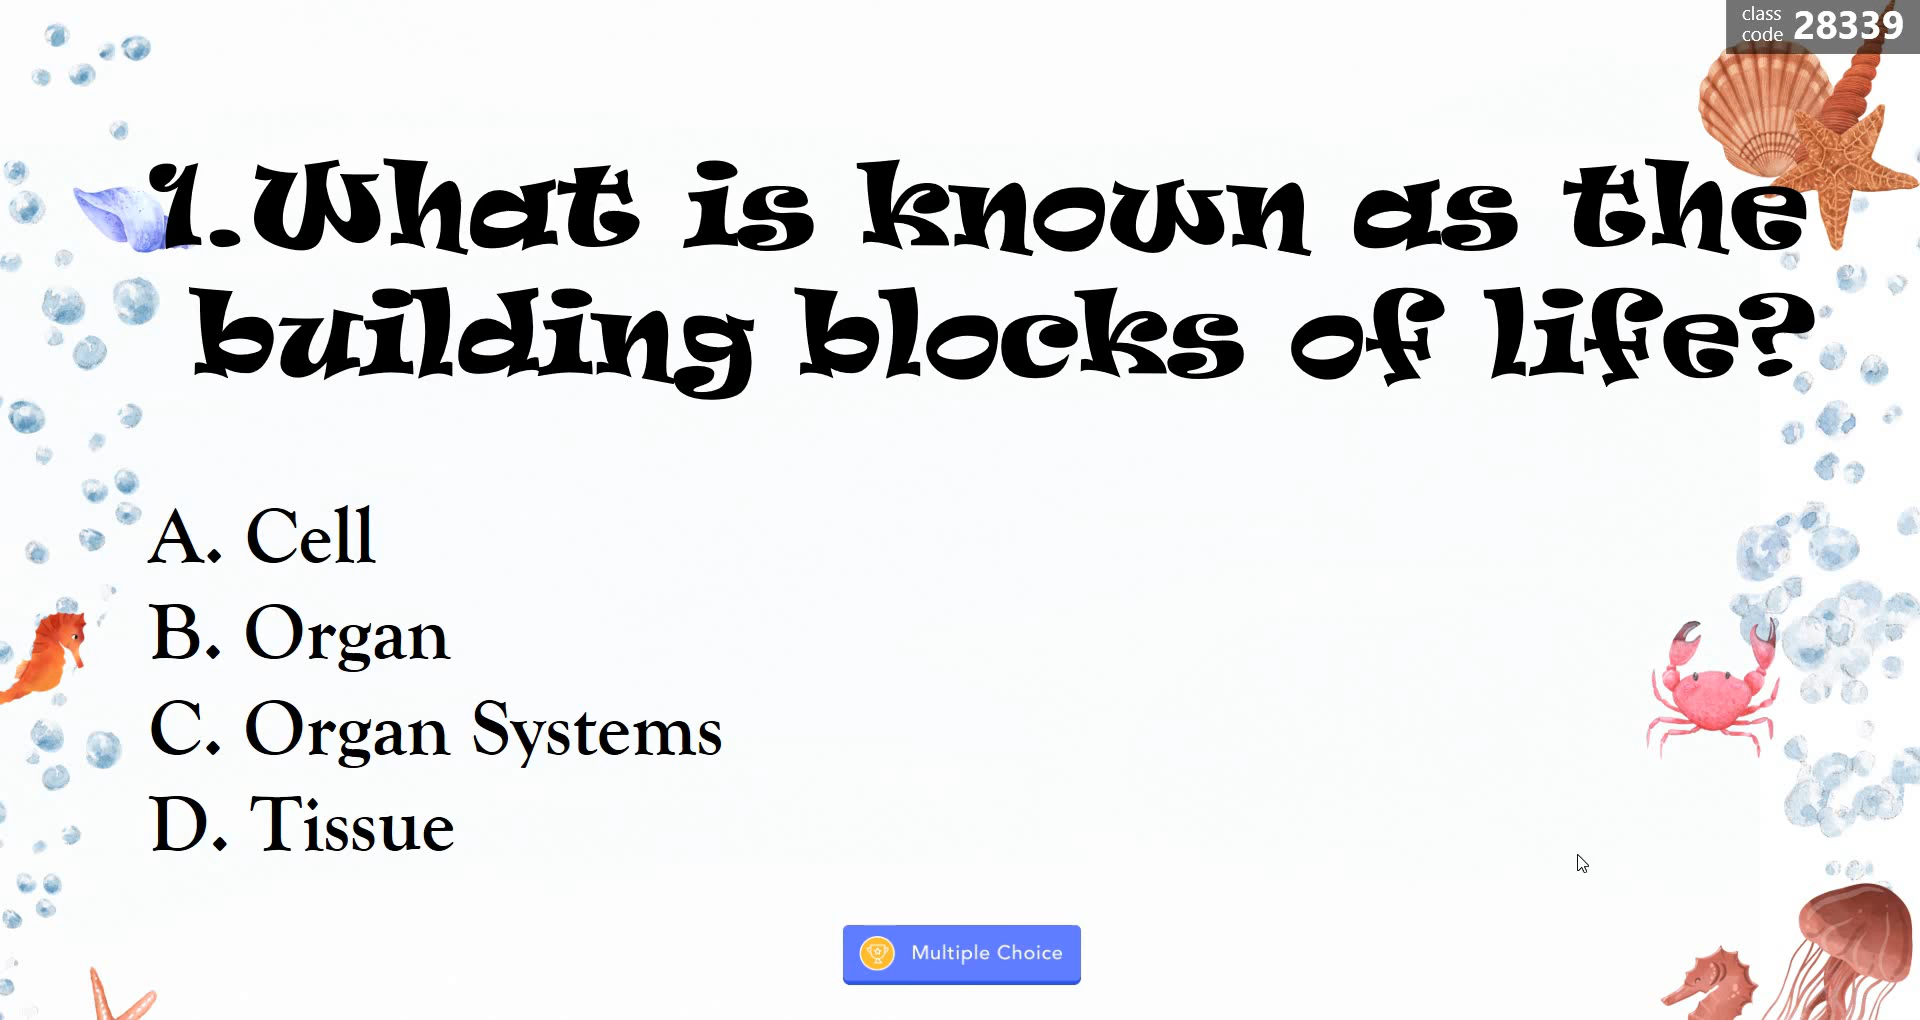 class code 28339
1.What is known as the
building blocks of life?
A. Cell
B. Organ
C. Organ Systems
D. Tissue
Multiple Choice